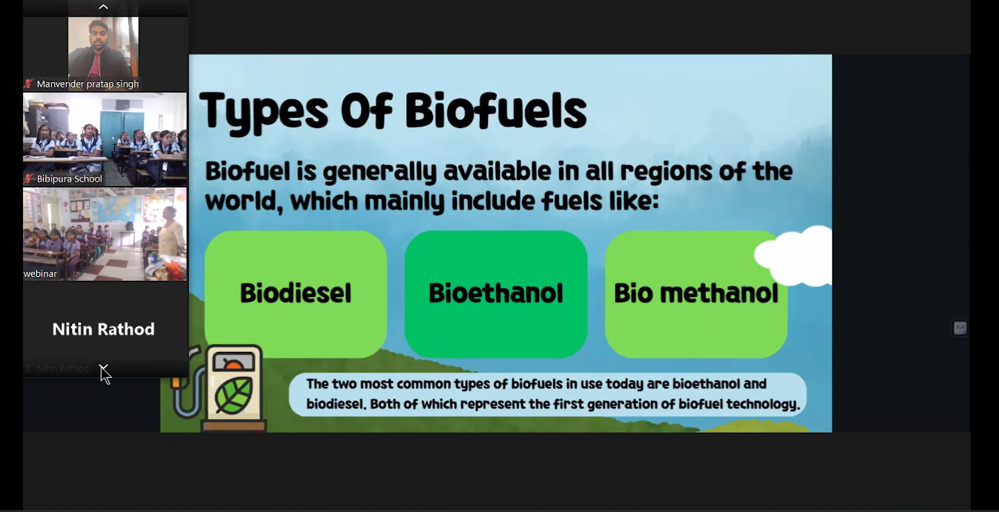 Manvender pratap singh
Bibipura School
webinar
Nitin Rathod
Nitin Rathod
Types Of Biofuels
Biofuel is generally available in all regions of the
world, which mainly include fuels like:
Biodiesel
Bioethanol
Bio methanol
The two most common types of biofuels in use today are bioethanol and
biodiesel. Both of which represent the first generation of biofuel technology.